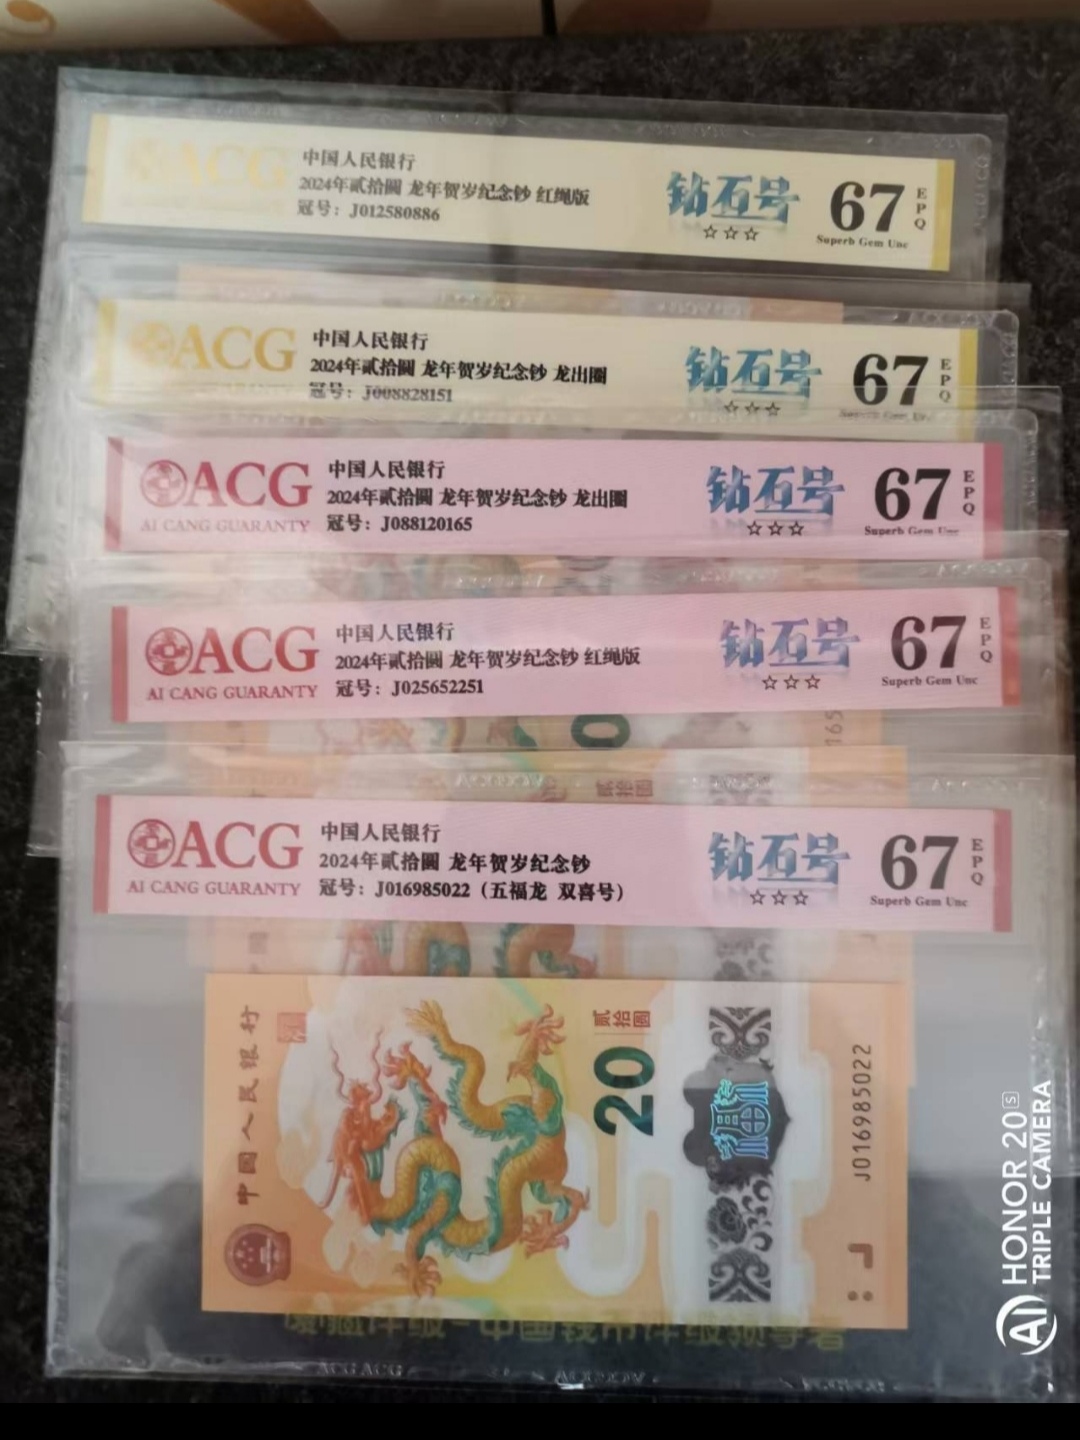 ACG
中国人民银行
2024年贰拾圆 龙年贺岁纪念钞 红绳版
冠号：J012580886
钻石号
☆☆☆
67
EPQ
Superb Gem Unc
ACG
中国人民银行
2024年贰拾圆 龙年贺岁纪念钞 龙出圈
冠号：J008828151
钻石号
☆☆☆
67
EPQ
ACG
AI CANG GUARANTY
中国人民银行
2024年贰拾圆 龙年贺岁纪念钞 龙出圈
冠号：J088120165
钻石号
☆☆☆
67
EPQ
Superb Gem Unc
ACG
AI CANG GUARANTY
中国人民银行
2024年贰拾圆 龙年贺岁纪念钞 红绳版
冠号：J025652251
钻石号
☆☆☆
67
EPQ
Superb Gem Unc
ACG
AI CANG GUARANTY
中国人民银行
2024年贰拾圆 龙年贺岁纪念钞
冠号：J016985022（五福龙 双喜号）
钻石号
☆☆☆
67
EPQ
Superb Gem Unc
中国人民银行
20
贰拾圆
福
J016985022
ACG ACG
AI HONOR 20S
TRIPLE CAMERA